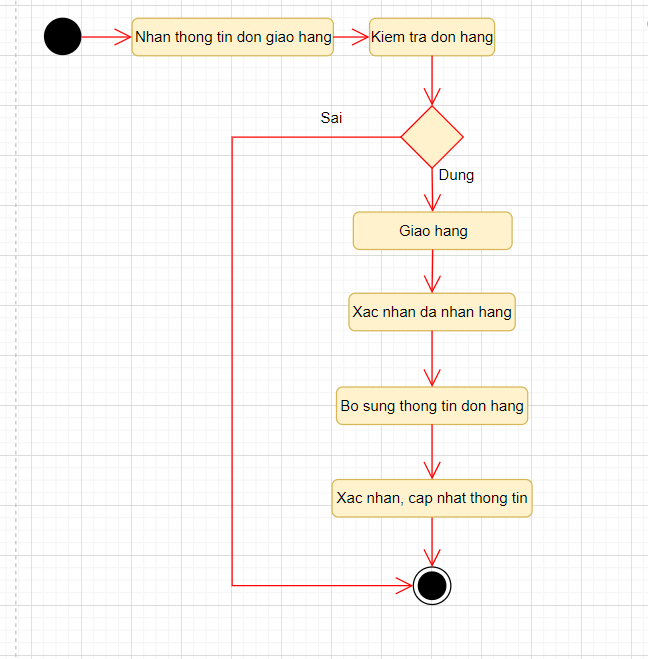 Nhan thong tin don giao hang
Kiem tra don hang
Sai
Dung
Giao hang
Xac nhan da nhan hang
Bo sung thong tin don hang
Xac nhan, cap nhat thong tin